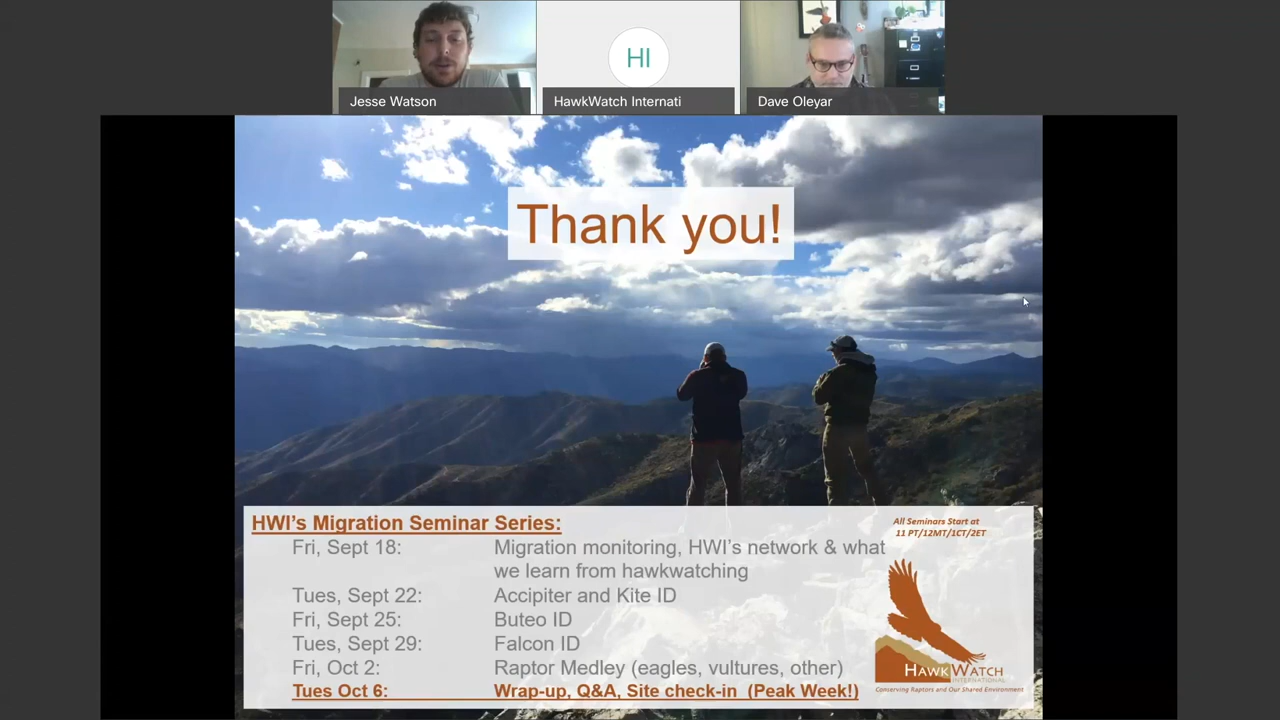 HI
Jesse Watson
HawkWatch Internati
Dave Oleyar
Thank you!
HWI's Migration Seminar Series:
All Seminars Start at
11 PT/12MT/1CT/2ET
Fri, Sept 18: Migration monitoring, HWI's network & what
we learn from hawkwatching
Tues, Sept 22: Accipiter and Kite ID
Fri, Sept 25: Buteo ID
Tues, Sept 29: Falcon ID
Fri, Oct 2: Raptor Medley (eagles, vultures, other)
Tues Oct 6: Wrap-up, Q&A, Site check-in (Peak Week!)
HAWKWATCH
INTERNATIONAL
Conserving Raptors and Our Shared Environment